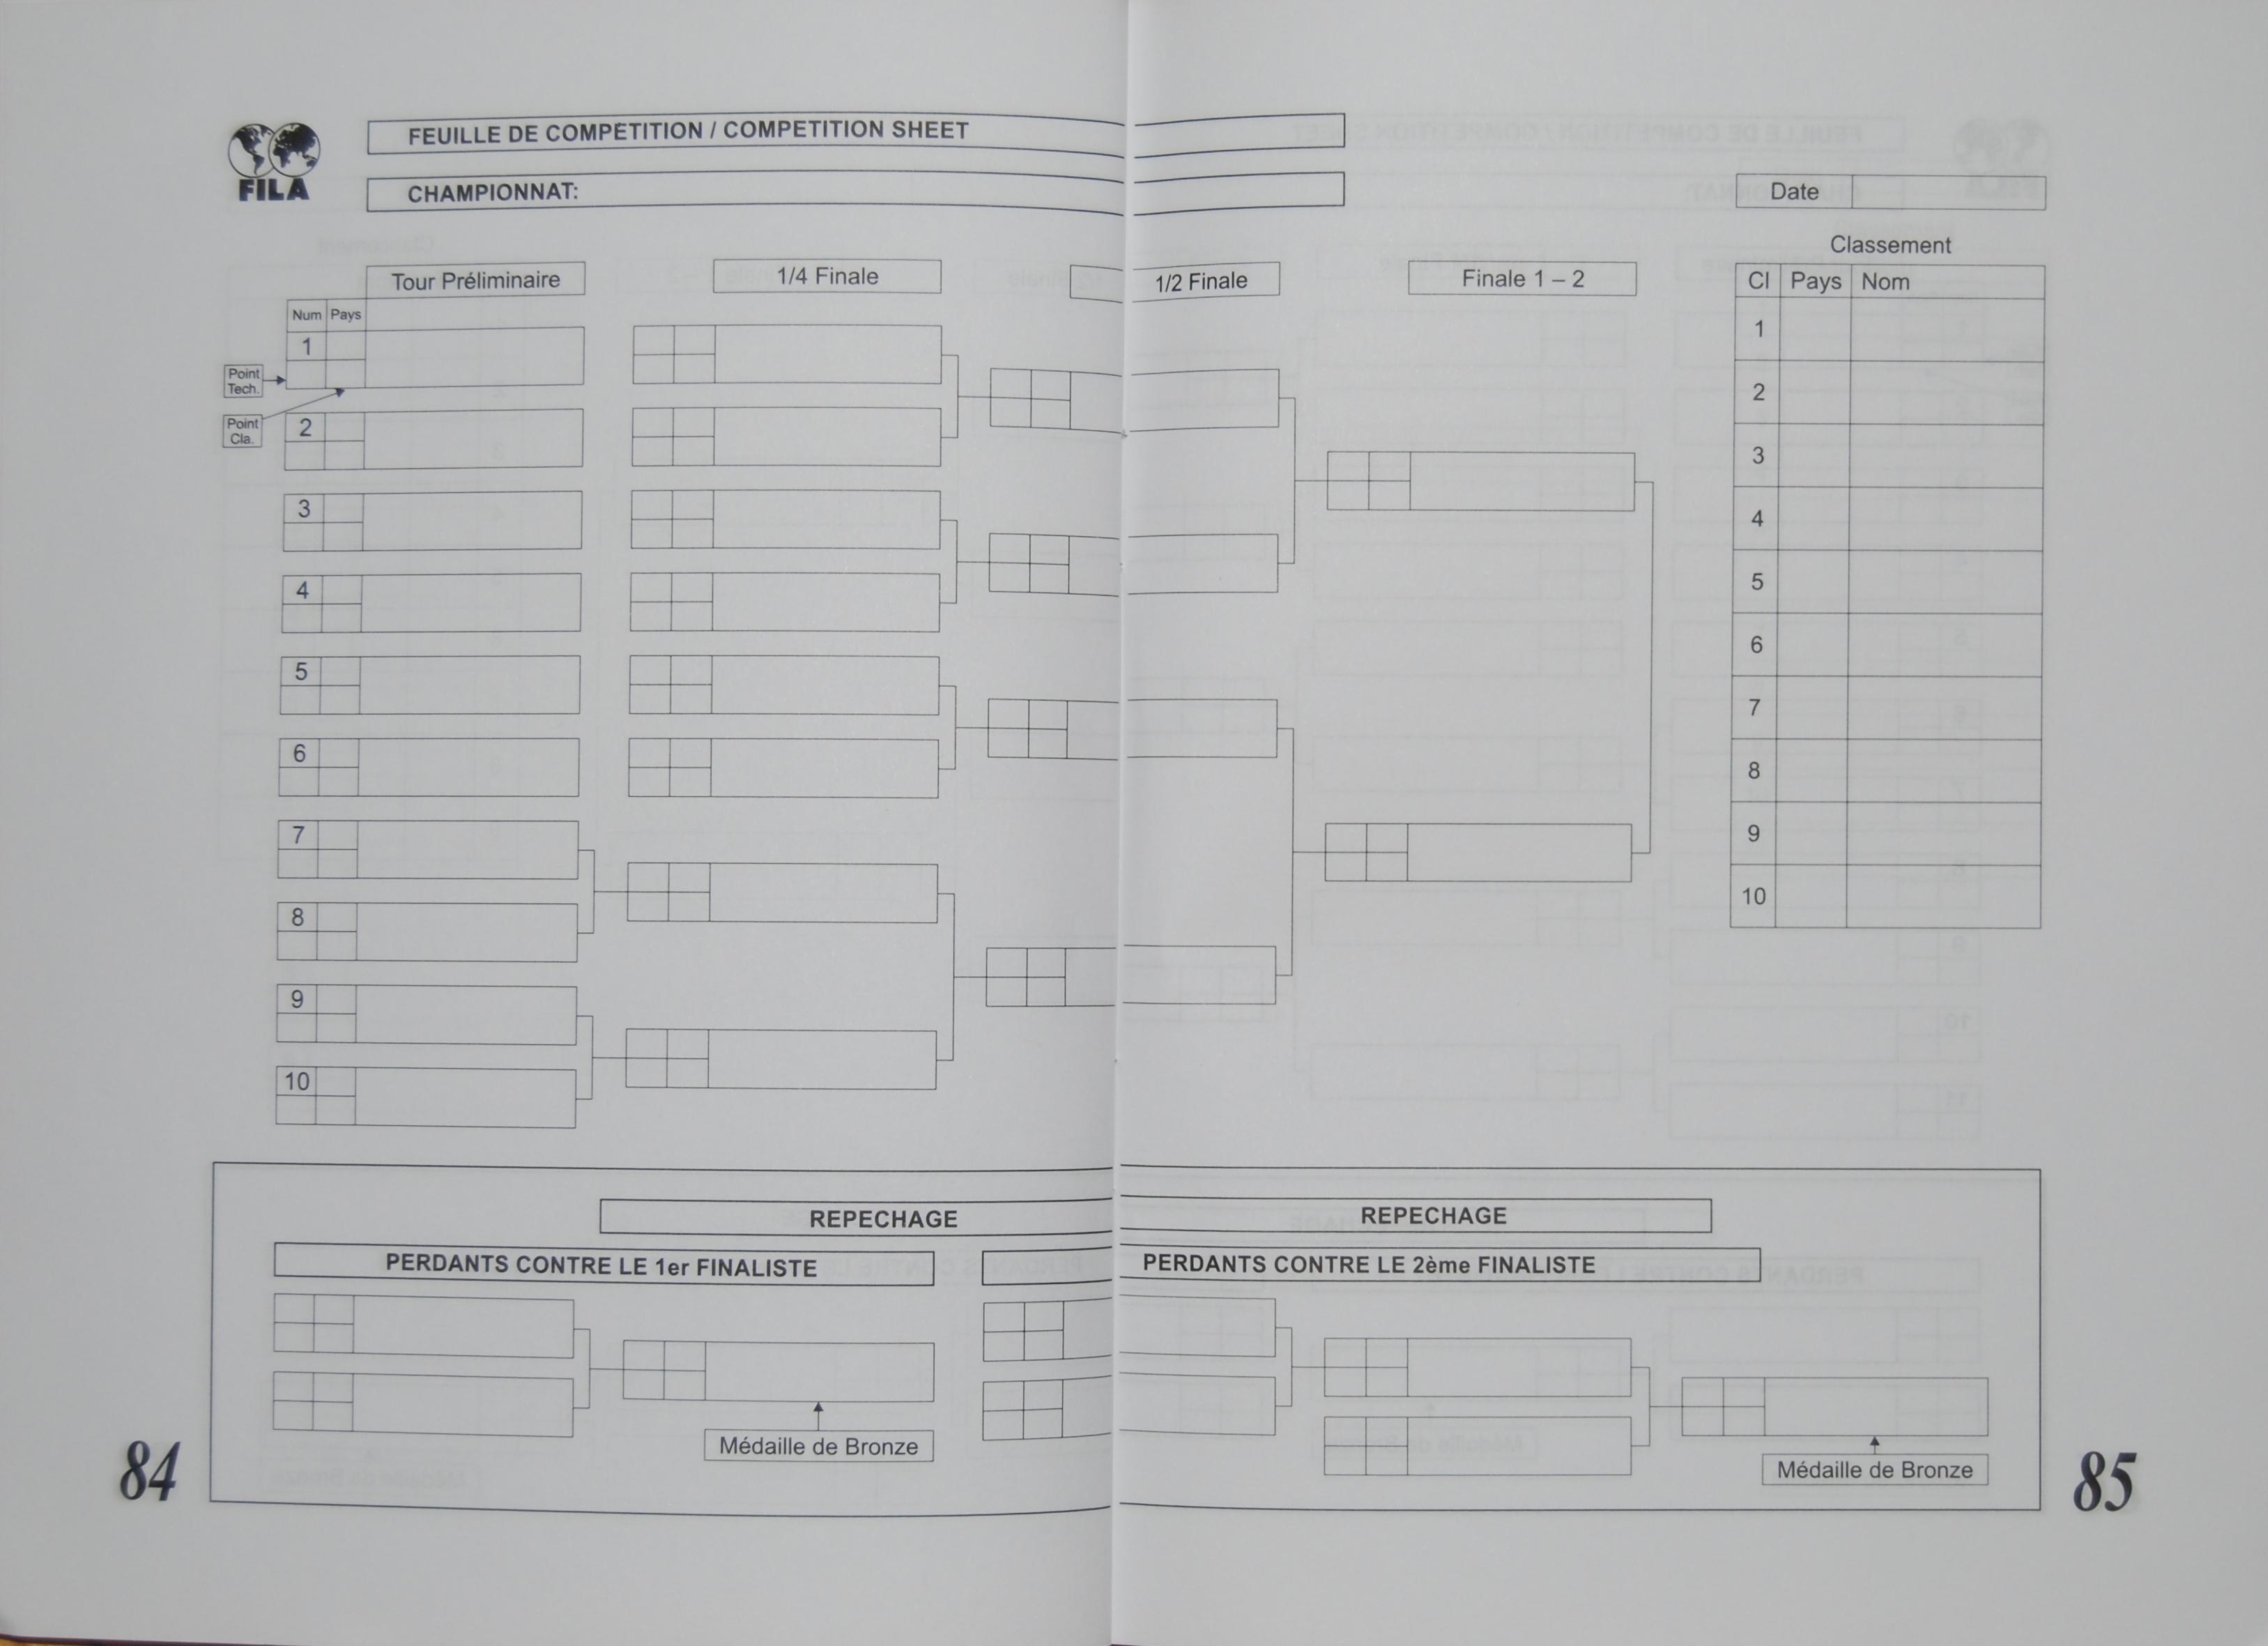 FILA
FEUILLE DE COMPÉTITION / COMPETITION SHEET
CHAMPIONNAT:
Date
Tour Préliminaire
1/4 Finale
1/2 Finale
Finale 1 – 2
Classement
Cl Pays Nom
1
2
3
4
5
6
7
8
9
10
Num Pays
1
Point
Tech.
Point
Cla.
2
3
4
5
6
7
8
9
10
REPECHAGE
REPECHAGE
PERDANTS CONTRE LE 1er FINALISTE
PERDANTS CONTRE LE 2ème FINALISTE
Médaille de Bronze
Médaille de Bronze
84
85